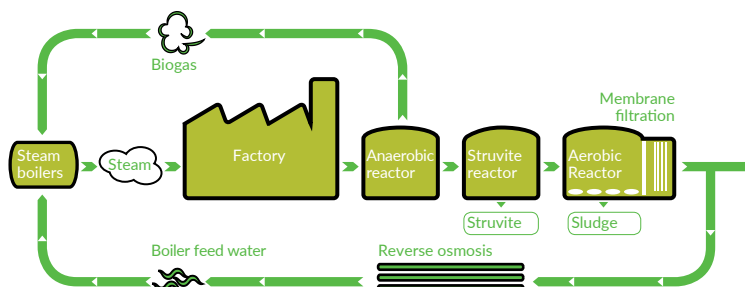 Biogas
Membrane
filtration
Steam
boilers
Steam
Factory
Anaerobic
reactor
Struvite
reactor
Aerobic
Reactor
Struvite
Sludge
Boiler feed water
Reverse osmosis